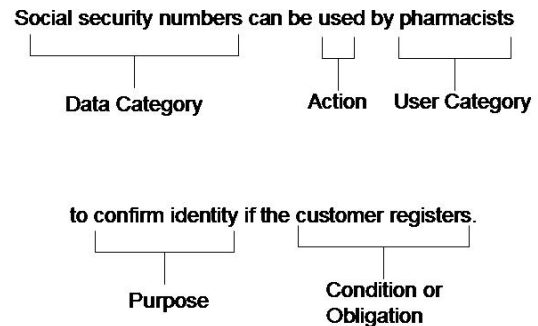 Social security numbers can be used by pharmacists
Data Category Action User Category
to confirm identity if the customer registers.
Purpose Condition or
Obligation